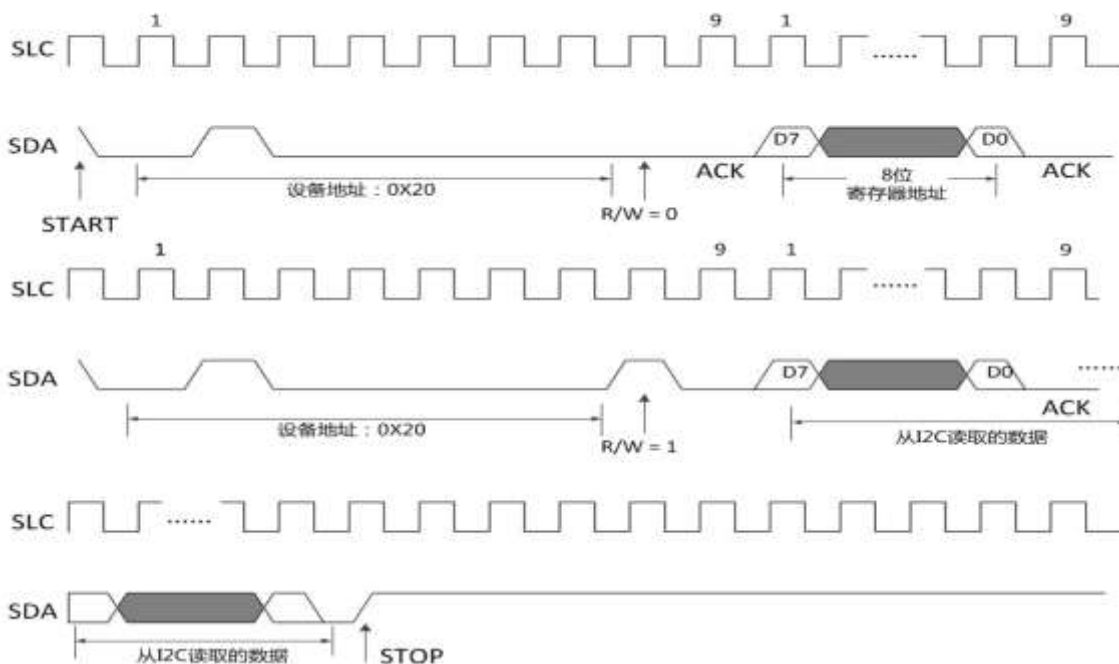 1 9 1 9
SLC ......
SDA D7 D0
ACK ACK
设备地址：0X20 8位
寄存器地址
R/W = 0
START
1 9 1 9
SLC ......
SDA D7 D0 ......
ACK
设备地址：0X20 从I2C读取的数据
R/W = 1
SLC ......
SDA
从I2C读取的数据 STOP